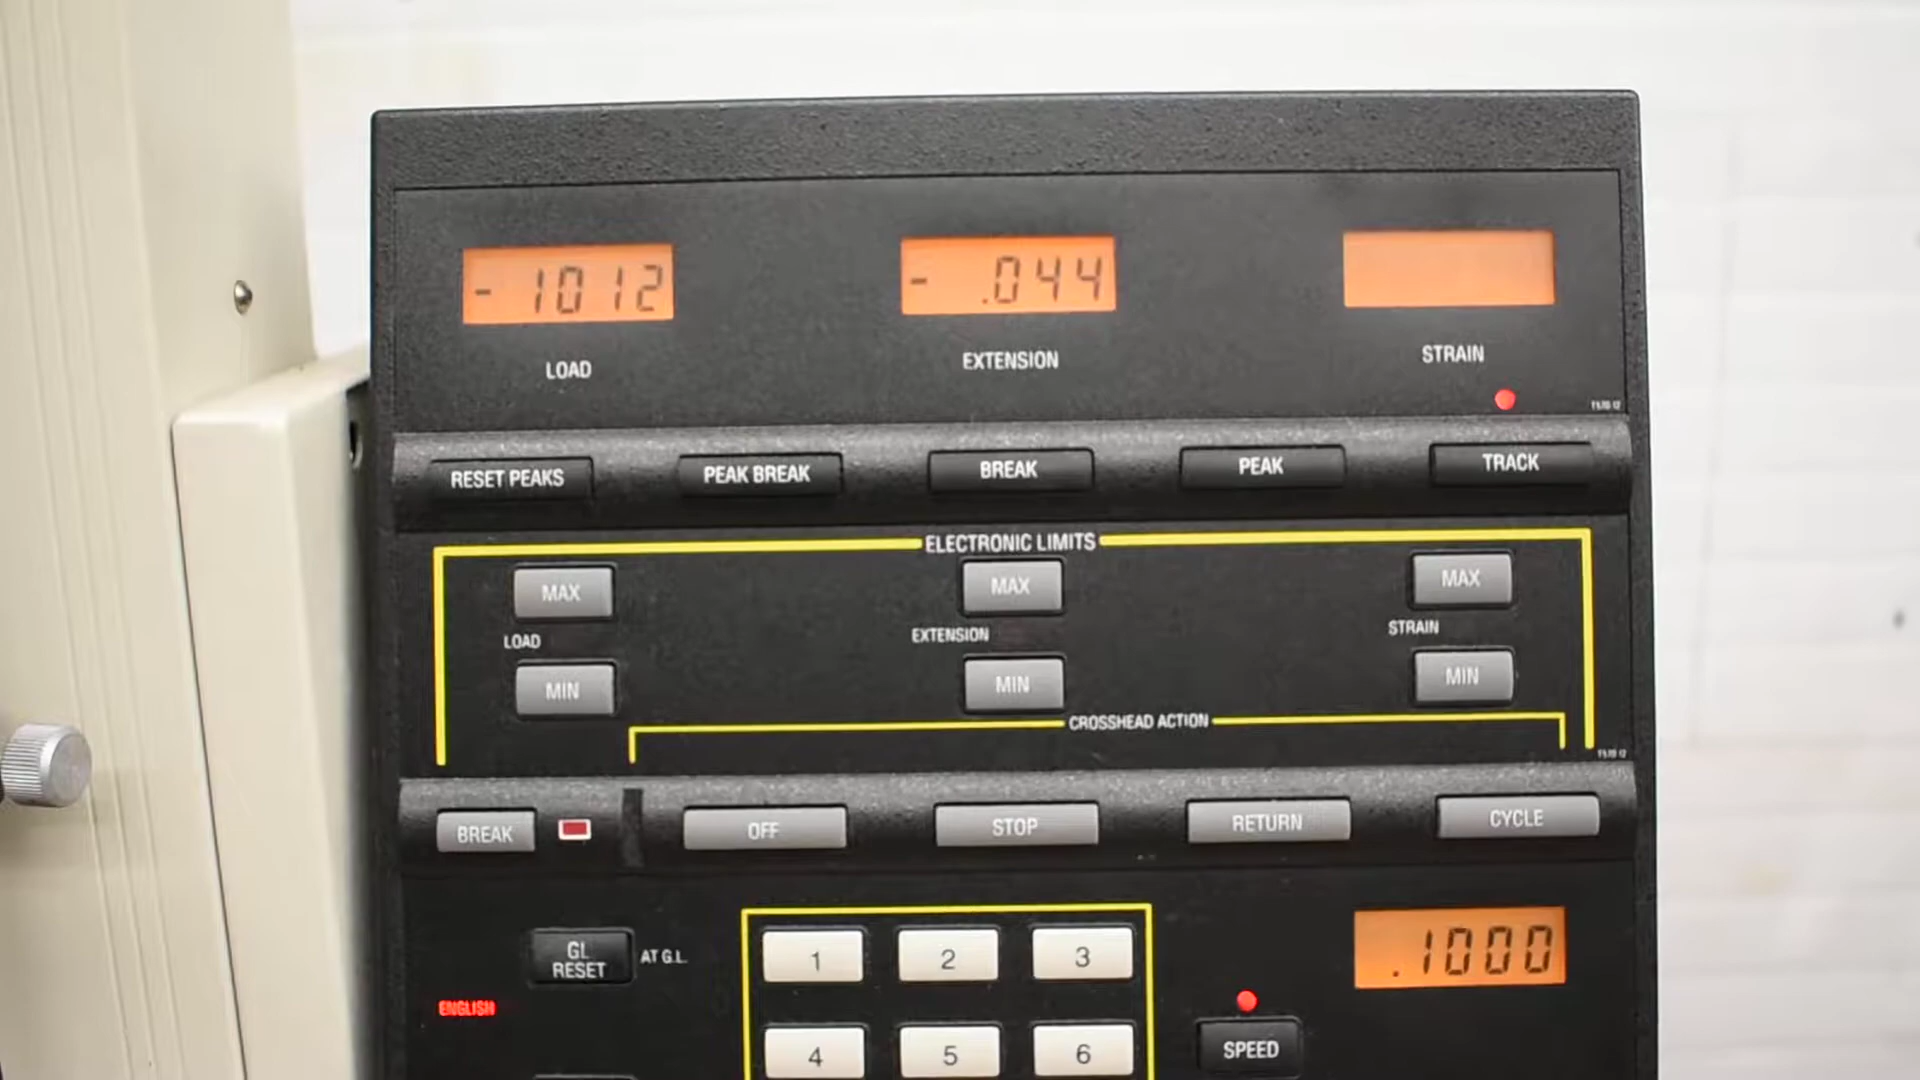 - 1012
- .044
LOAD
EXTENSION
STRAIN
RESET PEAKS
PEAK BREAK
BREAK
PEAK
TRACK
ELECTRONIC LIMITS
MAX
MAX
MAX
LOAD
EXTENSION
STRAIN
MIN
MIN
MIN
CROSSHEAD ACTION
BREAK
OFF
STOP
RETURN
CYCLE
GL RESET
AT G.L.
1
2
3
.1000
ENGLISH
4
5
6
SPEED